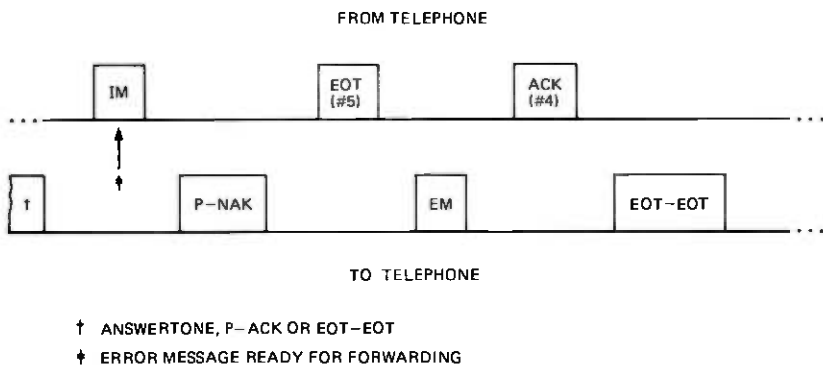 FROM TELEPHONE
IM
EOT
(#5)
ACK
(#4)
...
...
†
P-NAK
EM
EOT-EOT
...
TO TELEPHONE
† ANSWERTONE, P-ACK OR EOT-EOT
‡ ERROR MESSAGE READY FOR FORWARDING